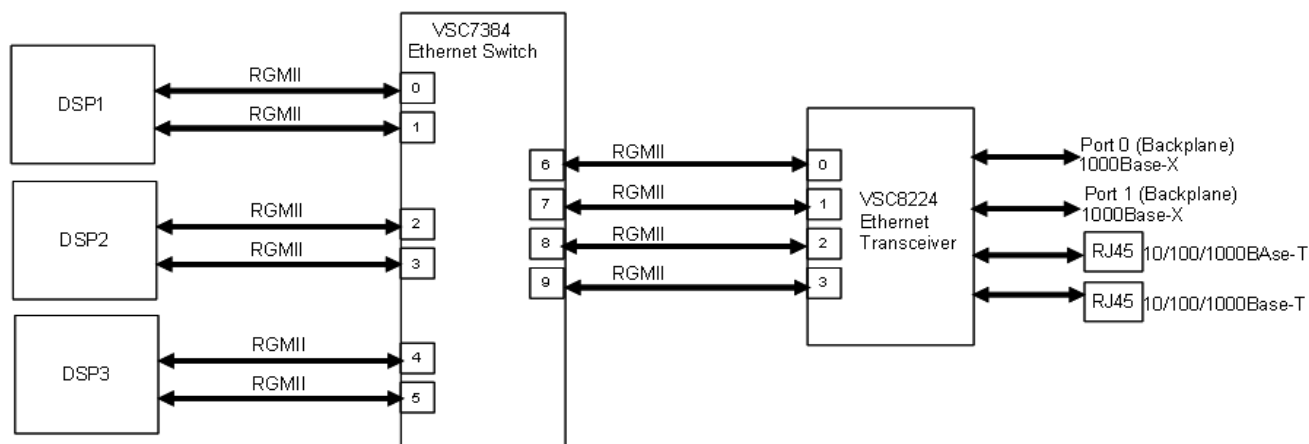 VSC7384
Ethernet Switch
DSP1
RGMII
0
RGMII
1
DSP2
RGMII
2
RGMII
3
DSP3
RGMII
4
RGMII
5
6
RGMII
0
7
RGMII
1
8
RGMII
2
9
RGMII
3
VSC8224
Ethernet
Transceiver
Port 0 (Backplane)
1000Base-X
Port 1 (Backplane)
1000Base-X
RJ45 10/100/1000BAse-T
RJ45 10/100/1000Base-T